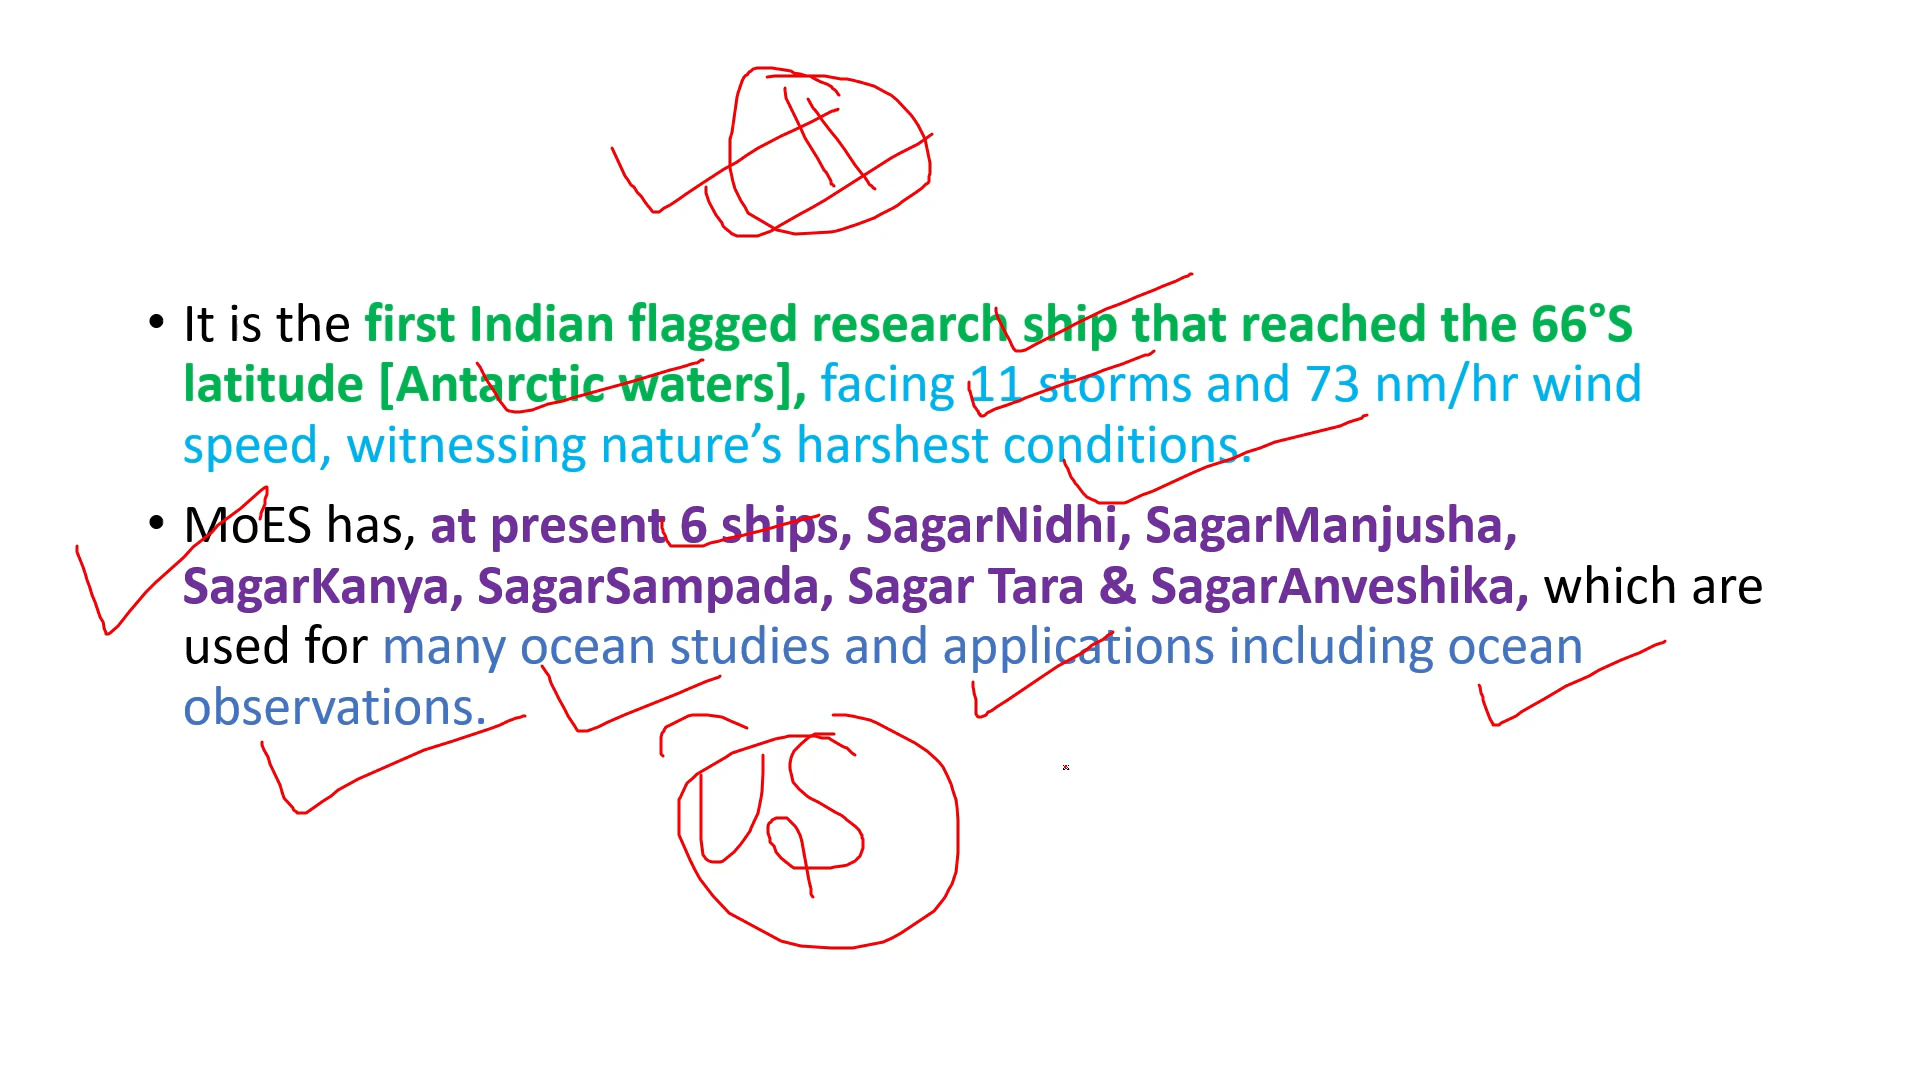 11
• It is the first Indian flagged research ship that reached the 66°S
latitude [Antarctic waters], facing 11 storms and 73 nm/hr wind
speed, witnessing nature’s harshest conditions.
• MoES has, at present 6 ships, SagarNidhi, SagarManjusha,
SagarKanya, SagarSampada, Sagar Tara & SagarAnveshika, which are
used for many ocean studies and applications including ocean
observations.
US